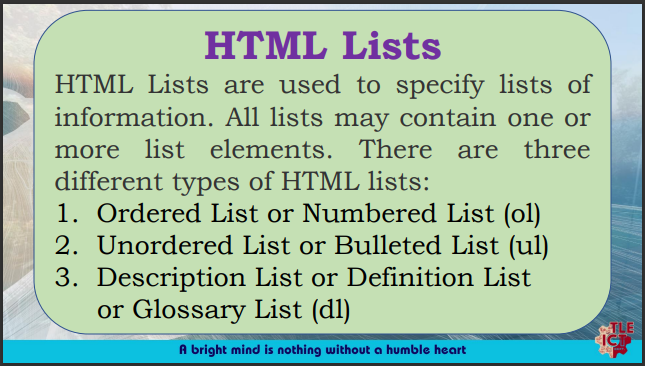 HTML Lists
HTML Lists are used to specify lists of
information. All lists may contain one or
more list elements. There are three
different types of HTML lists:
1. Ordered List or Numbered List (ol)
2. Unordered List or Bulleted List (ul)
3. Description List or Definition List
or Glossary List (dl)
TLE
ICT
A bright mind is nothing without a humble heart